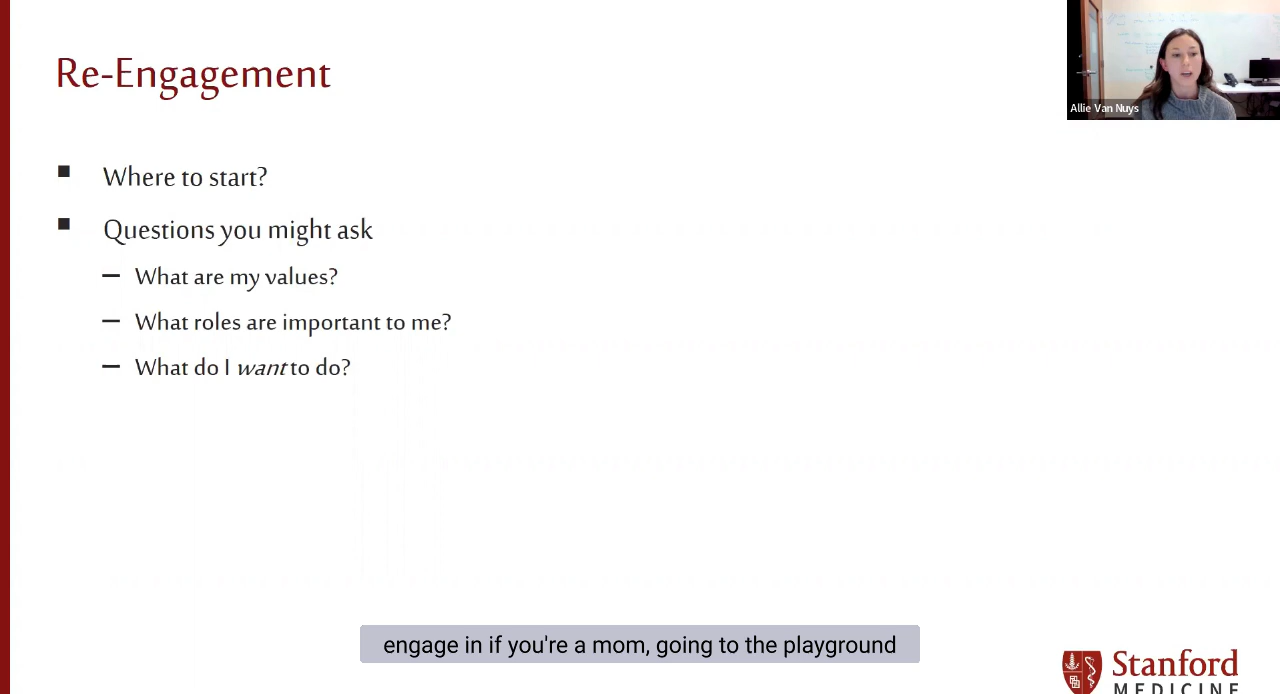 Re-Engagement
Allie Van Nuys
Where to start?
Questions you might ask
What are my values?
What roles are important to me?
What do I want to do?
engage in if you're a mom, going to the playground
Stanford
MEDICINE